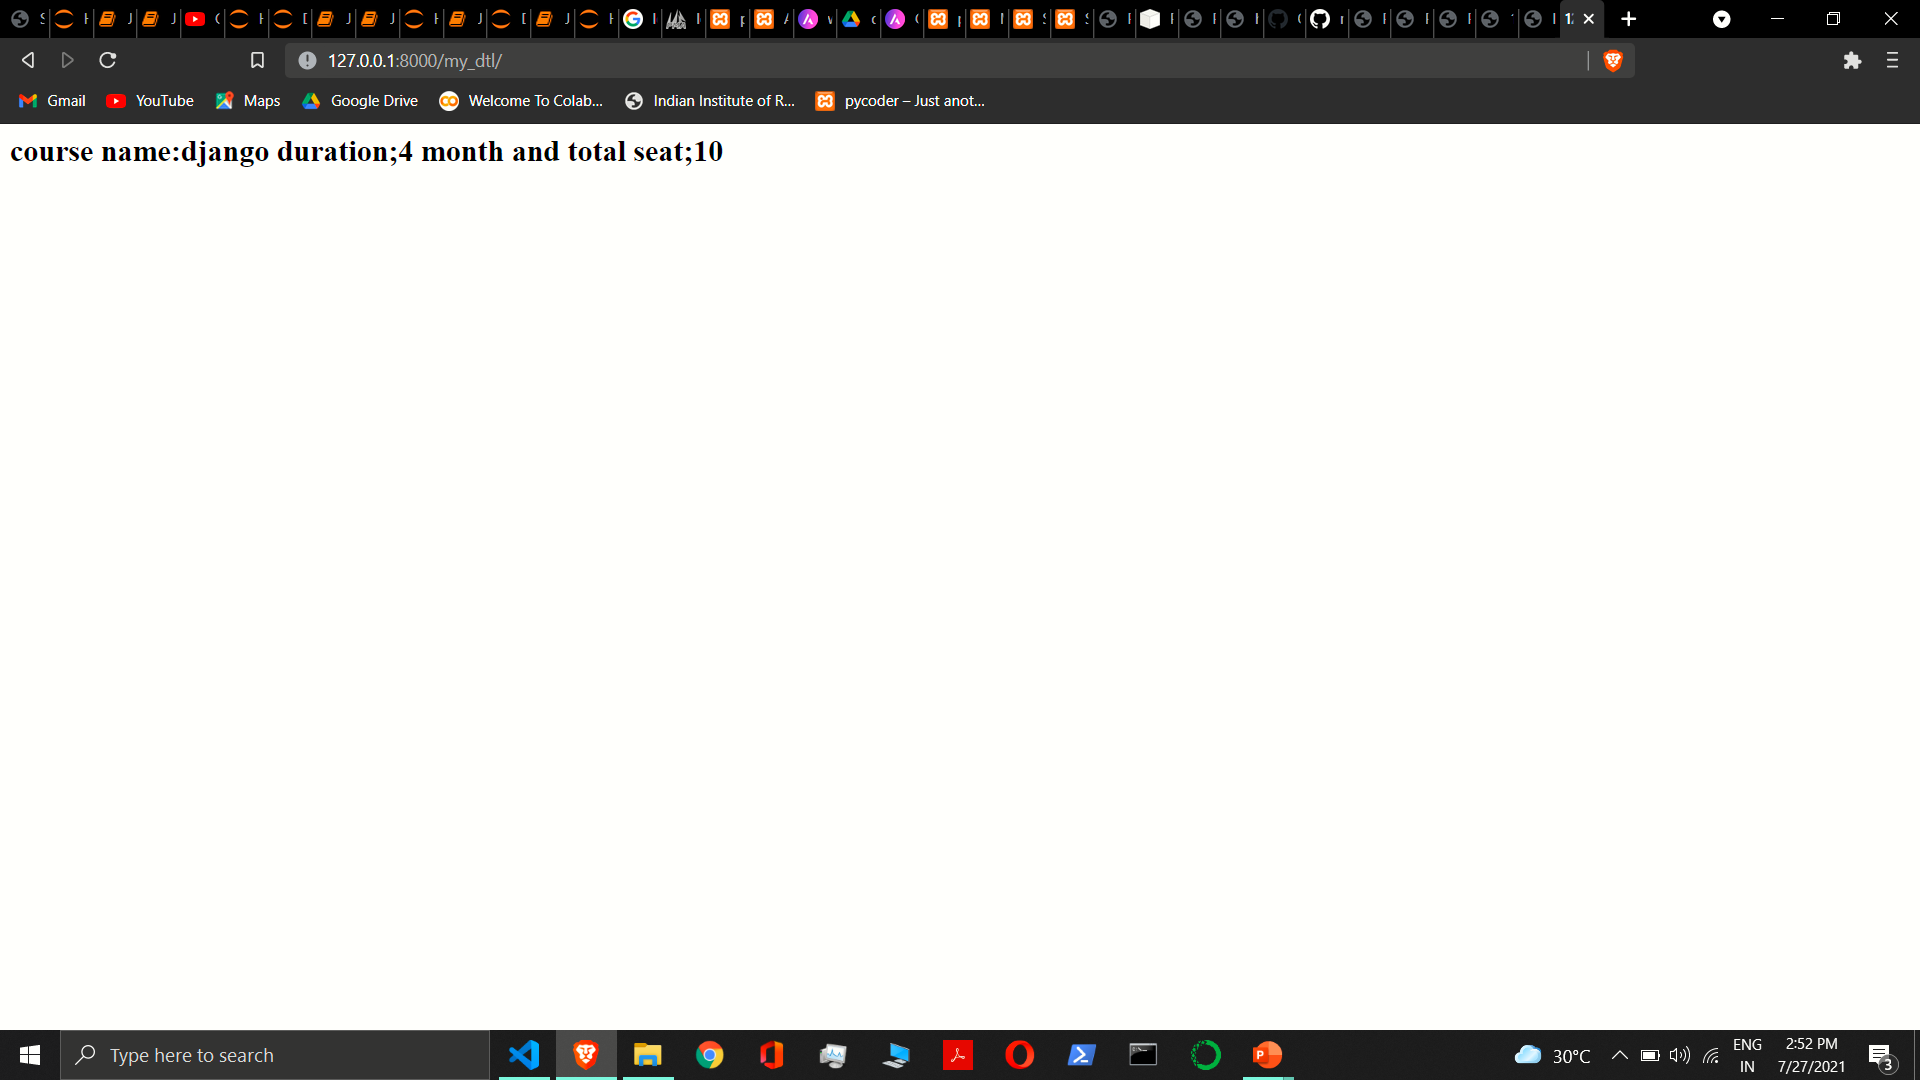 127.0.0.1:8000/my_dtl/
Gmail YouTube Maps Google Drive Welcome To Colab... Indian Institute of R... pycoder – Just anot...
course name:django duration;4 month and total seat;10
Type here to search
30°C
ENG
IN
2:52 PM
7/27/2021
3